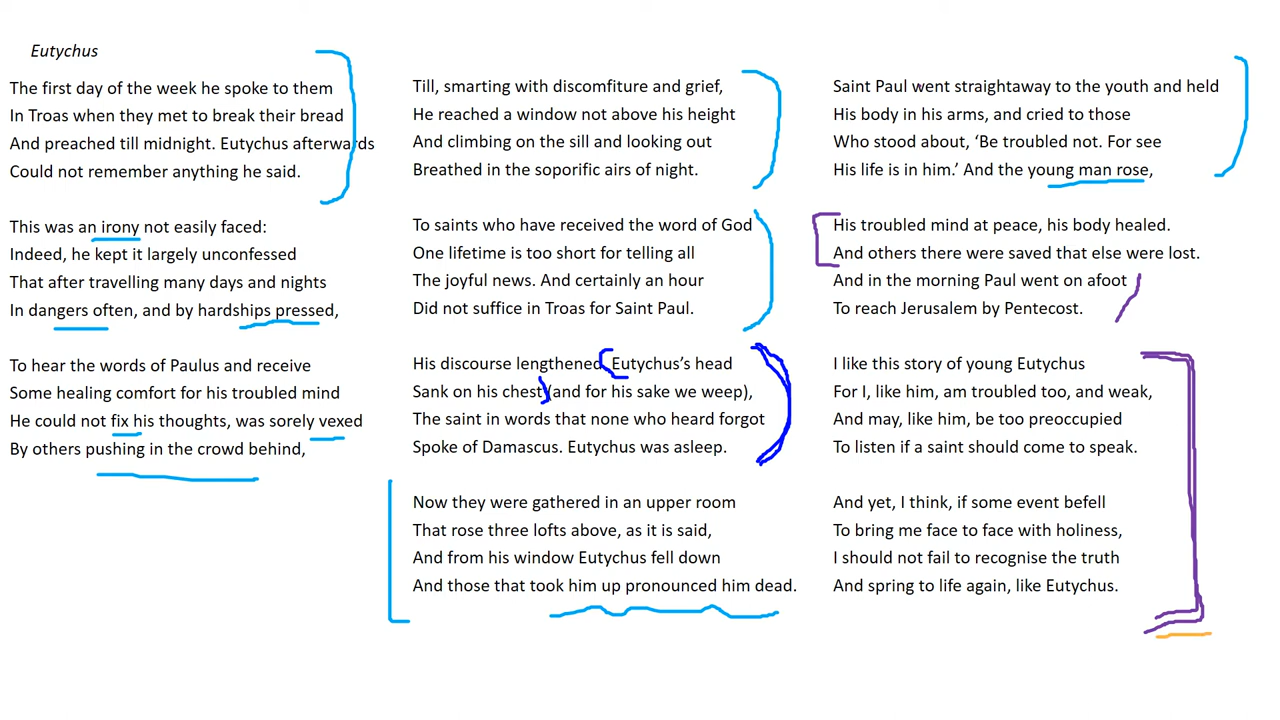 Eutychus
The first day of the week he spoke to them
In Troas when they met to break their bread
And preached till midnight. Eutychus afterwards
Could not remember anything he said.
This was an irony not easily faced:
Indeed, he kept it largely unconfessed
That after travelling many days and nights
In dangers often, and by hardships pressed,
To hear the words of Paulus and receive
Some healing comfort for his troubled mind
He could not fix his thoughts, was sorely vexed
By others pushing in the crowd behind,
Till, smarting with discomfiture and grief,
He reached a window not above his height
And climbing on the sill and looking out
Breathed in the soporific airs of night.
To saints who have received the word of God
One lifetime is too short for telling all
The joyful news. And certainly an hour
Did not suffice in Troas for Saint Paul.
His discourse lengthened. Eutychus’s head
Sank on his chest (and for his sake we weep),
The saint in words that none who heard forgot
Spoke of Damascus. Eutychus was asleep.
Now they were gathered in an upper room
That rose three lofts above, as it is said,
And from his window Eutychus fell down
And those that took him up pronounced him dead.
Saint Paul went straightaway to the youth and held
His body in his arms, and cried to those
Who stood about, ‘Be troubled not. For see
His life is in him.’ And the young man rose,
His troubled mind at peace, his body healed.
And others there were saved that else were lost.
And in the morning Paul went on afoot
To reach Jerusalem by Pentecost.
I like this story of young Eutychus
For I, like him, am troubled too, and weak,
And may, like him, be too preoccupied
To listen if a saint should come to speak.
And yet, I think, if some event befell
To bring me face to face with holiness,
I should not fail to recognise the truth
And spring to life again, like Eutychus.